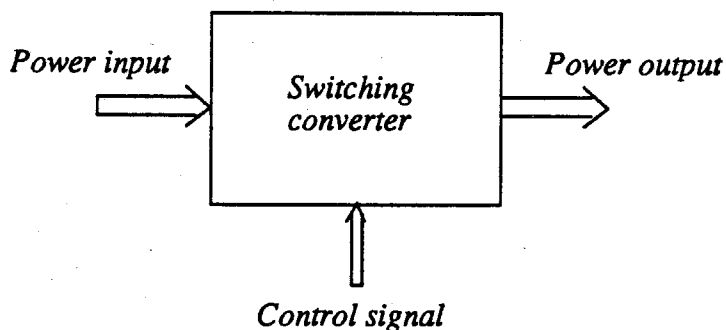 Power input
Switching
converter
Power output
Control signal